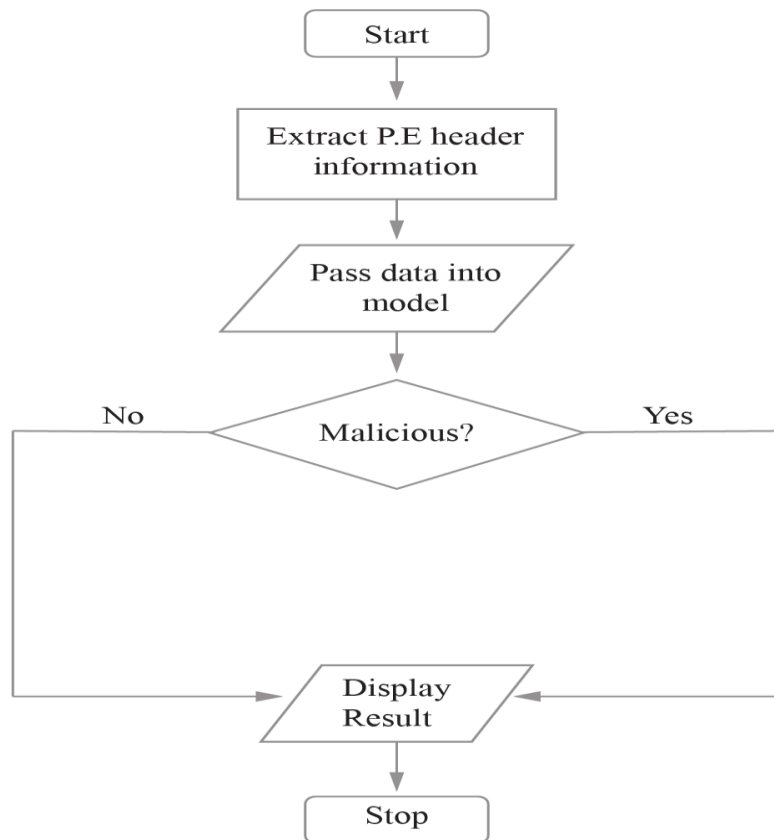 Start
Extract P.E header
information
Pass data into
model
No
Malicious?
Yes
Display
Result
Stop